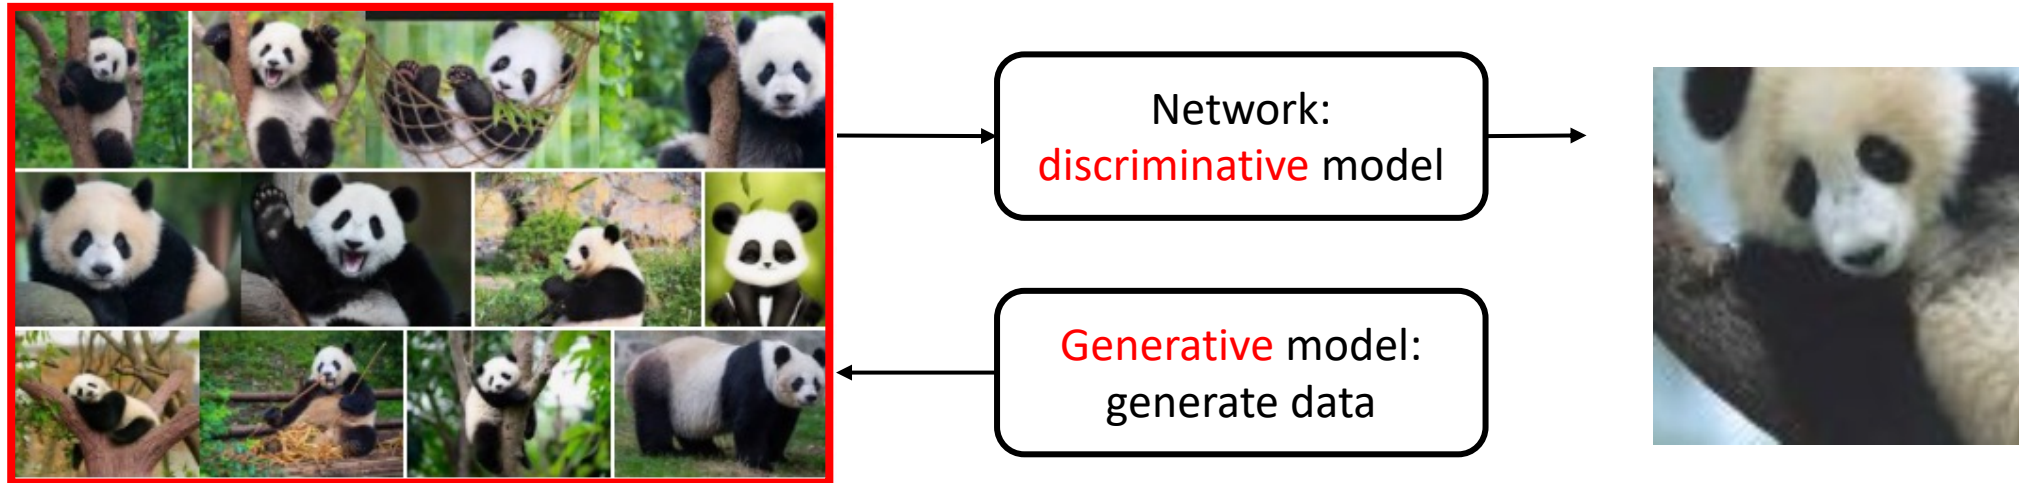 Network:
discriminative model
Generative model:
generate data